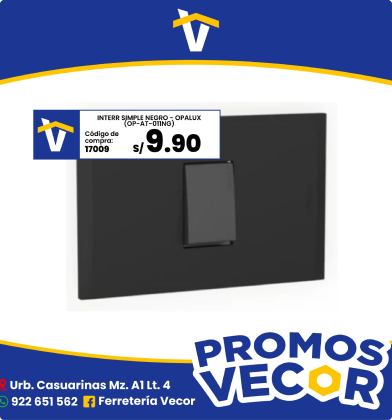 INTERR SIMPLE NEGRO - OPALUX
(OP-AT-011NG)
Código de
compra:
17009
S/ 9.90
PROMOS
VECOR
Urb. Casuarinas Mz. A1 Lt. 4
922 651 562 Ferretería Vecor